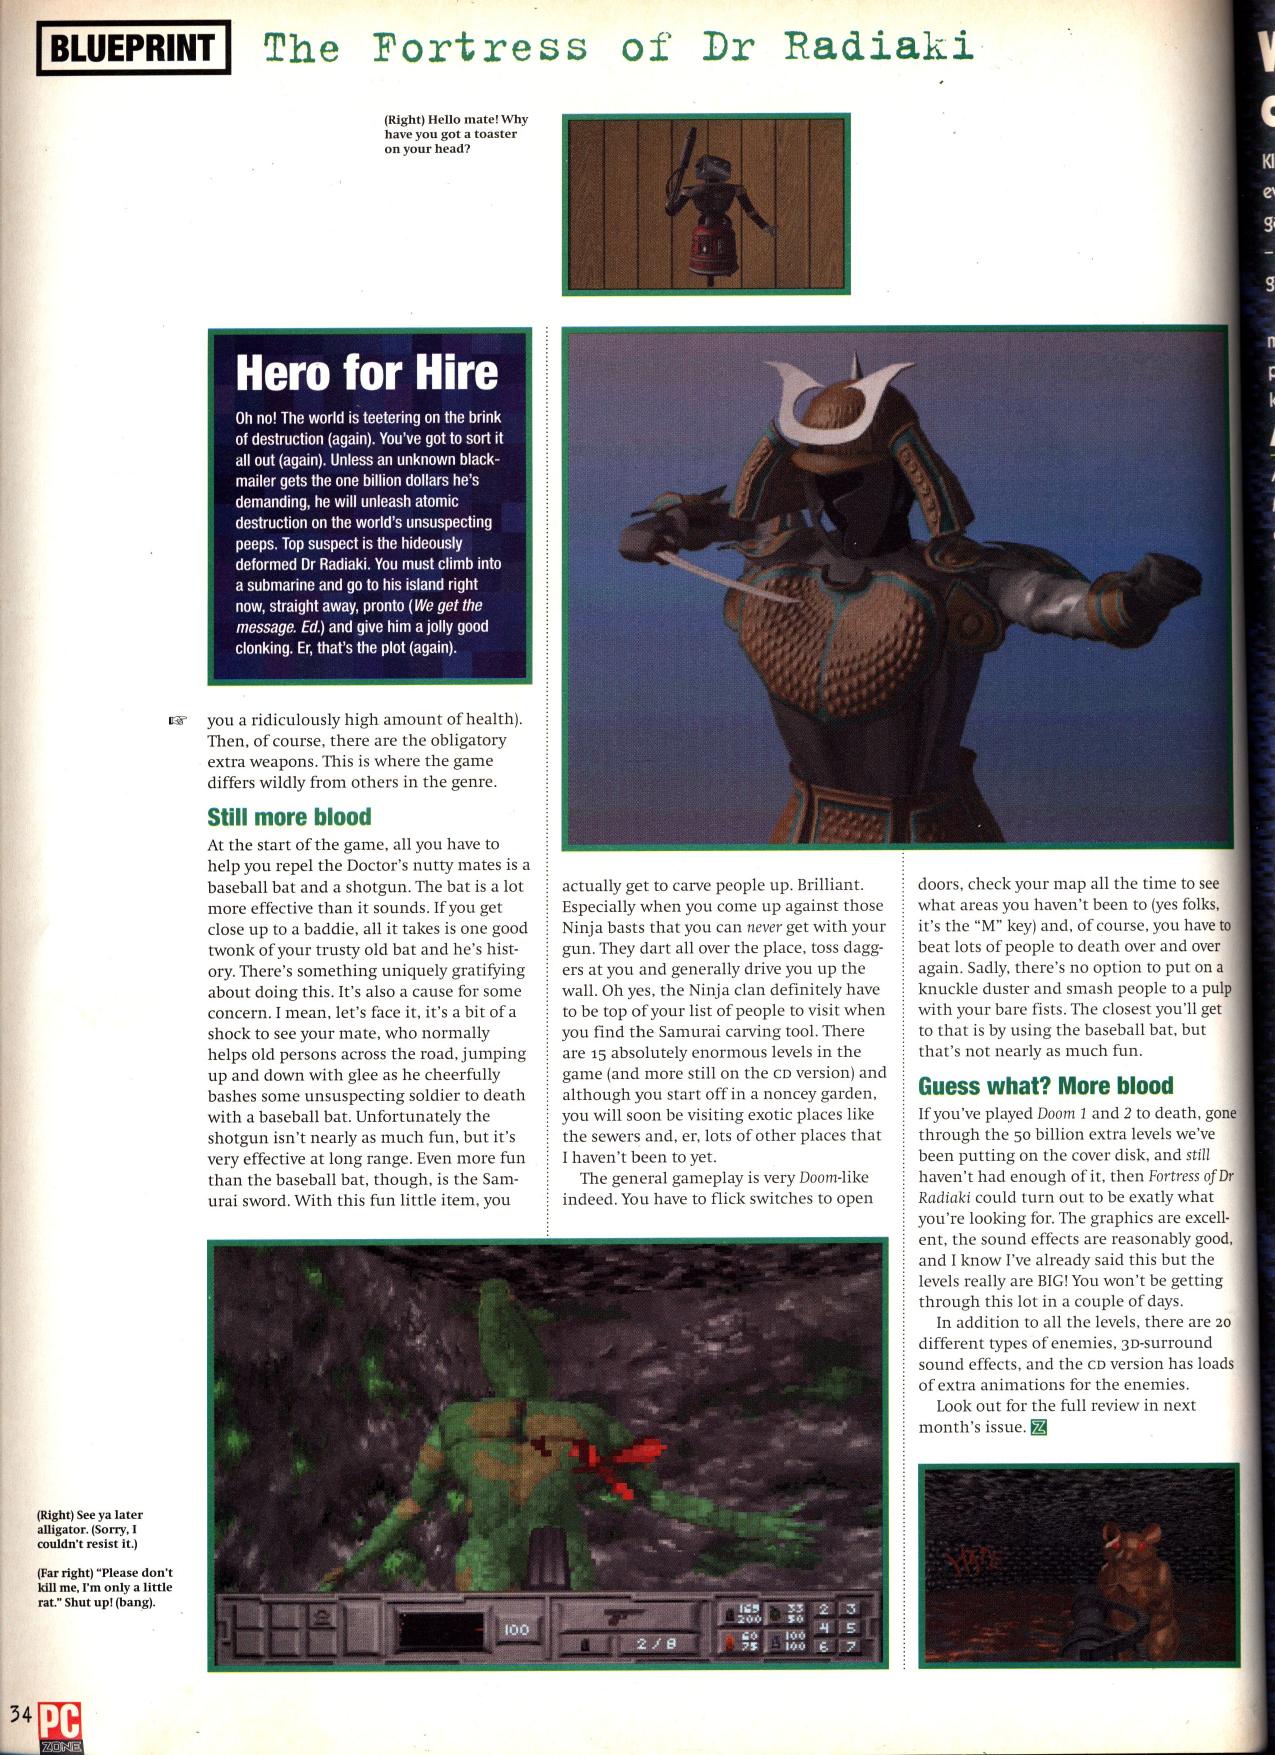 BLUEPRINT The Fortress of Dr Radiaki
(Right) Hello mate! Why
have you got a toaster
on your head?
Hero for Hire
Oh no! The world is teetering on the brink
of destruction (again). You've got to sort it
all out (again). Unless an unknown black-
mailer gets the one billion dollars he's
demanding, he will unleash atomic
destruction on the world's unsuspecting
peeps. Top suspect is the hideously
deformed Dr Radiaki. You must climb into
a submarine and go to his island right
now, straight away, pronto (We get the
message. Ed.) and give him a jolly good
clonking. Er, that's the plot (again).
☞ you a ridiculously high amount of health).
Then, of course, there are the obligatory
extra weapons. This is where the game
differs wildly from others in the genre.
Still more blood
At the start of the game, all you have to
help you repel the Doctor's nutty mates is a
baseball bat and a shotgun. The bat is a lot
more effective than it sounds. If you get
close up to a baddie, all it takes is one good
twonk of your trusty old bat and he's hist-
ory. There's something uniquely gratifying
about doing this. It's also a cause for some
concern. I mean, let's face it, it's a bit of a
shock to see your mate, who normally
helps old persons across the road, jumping
up and down with glee as he cheerfully
bashes some unsuspecting soldier to death
with a baseball bat. Unfortunately the
shotgun isn't nearly as much fun, but it's
very effective at long range. Even more fun
than the baseball bat, though, is the Sam-
urai sword. With this fun little item, you
actually get to carve people up. Brilliant.
Especially when you come up against those
Ninja basts that you can never get with your
gun. They dart all over the place, toss dagg-
ers at you and generally drive you up the
wall. Oh yes, the Ninja clan definitely have
to be top of your list of people to visit when
you find the Samurai carving tool. There
are 15 absolutely enormous levels in the
game (and more still on the CD version) and
although you start off in a noncey garden,
you will soon be visiting exotic places like
the sewers and, er, lots of other places that
I haven't been to yet.
The general gameplay is very Doom-like
indeed. You have to flick switches to open
doors, check your map all the time to see
what areas you haven't been to (yes folks,
it's the "M" key) and, of course, you have to
beat lots of people to death over and over
again. Sadly, there's no option to put on a
knuckle duster and smash people to a pulp
with your bare fists. The closest you'll get
to that is by using the baseball bat, but
that's not nearly as much fun.
Guess what? More blood
If you've played Doom 1 and 2 to death, gone
through the 50 billion extra levels we've
been putting on the cover disk, and still
haven't had enough of it, then Fortress of Dr
Radiaki could turn out to be exatly what
you're looking for. The graphics are excell-
ent, the sound effects are reasonably good,
and I know I've already said this but the
levels really are BIG! You won't be getting
through this lot in a couple of days.
In addition to all the levels, there are 20
different types of enemies, 3D-surround
sound effects, and the CD version has loads
of extra animations for the enemies.
Look out for the full review in next
month's issue. Z
(Right) See ya later
alligator. (Sorry, I
couldn't resist it.)
(Far right) "Please don't
kill me, I'm only a little
rat." Shut up! (bang).
100
2 / 8
165 33 2 3
200 50
4 5
60 100
75 100 6 7
HATE
34 PC
ZONE